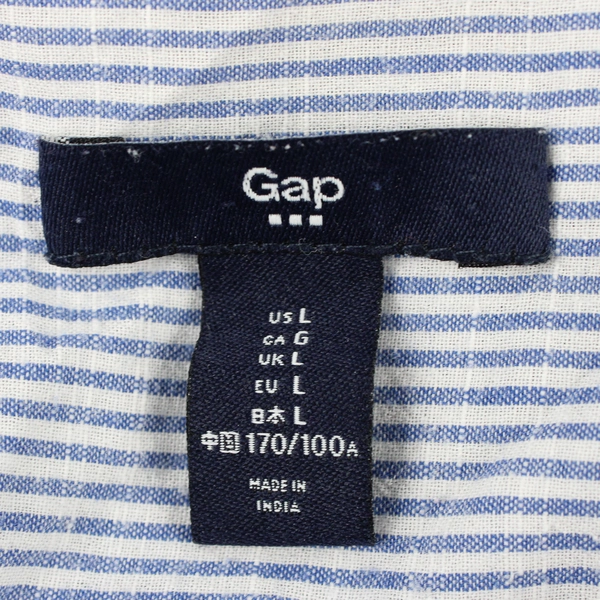 Gap
US L
CA G
UK L
EU L
日本 L
中国 170/100A
MADE IN
INDIA